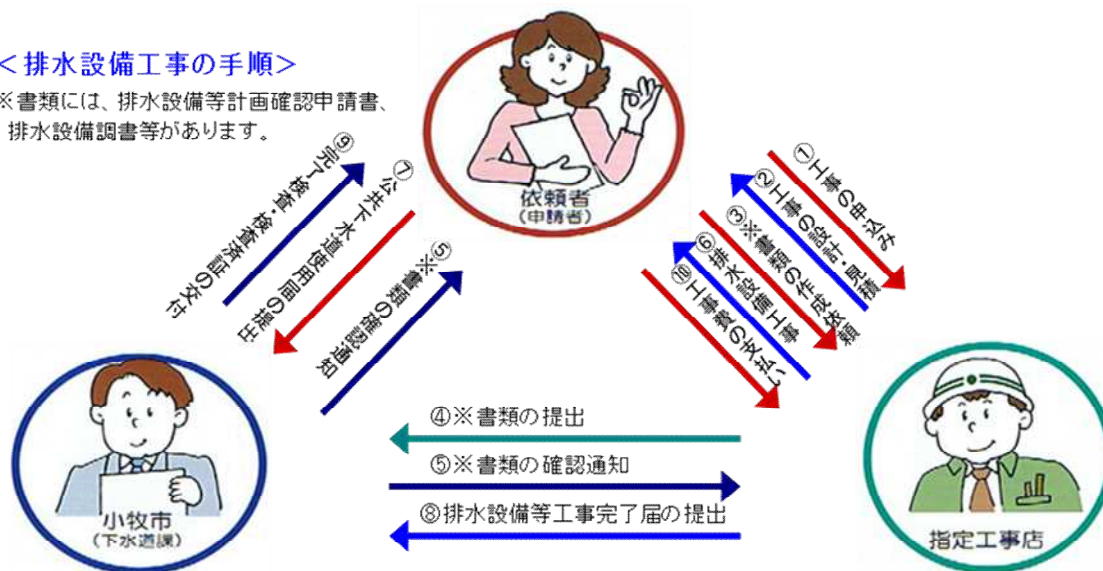 ＜排水設備工事の手順＞
※書類には、排水設備等計画確認申請書、
排水設備調書等があります。
依頼者
（申請者）
⑨完了検査・検査済証の交付
⑦公共下水道使用届の提出
⑤※書類の確認通知
①工事の申込み
②工事の設計・見積
③※書類の作成依頼
⑥排水設備工事
⑩工事費の支払い
④※書類の提出
⑤※書類の確認通知
⑧排水設備等工事完了届の提出
小牧市
（下水道課）
指定工事店